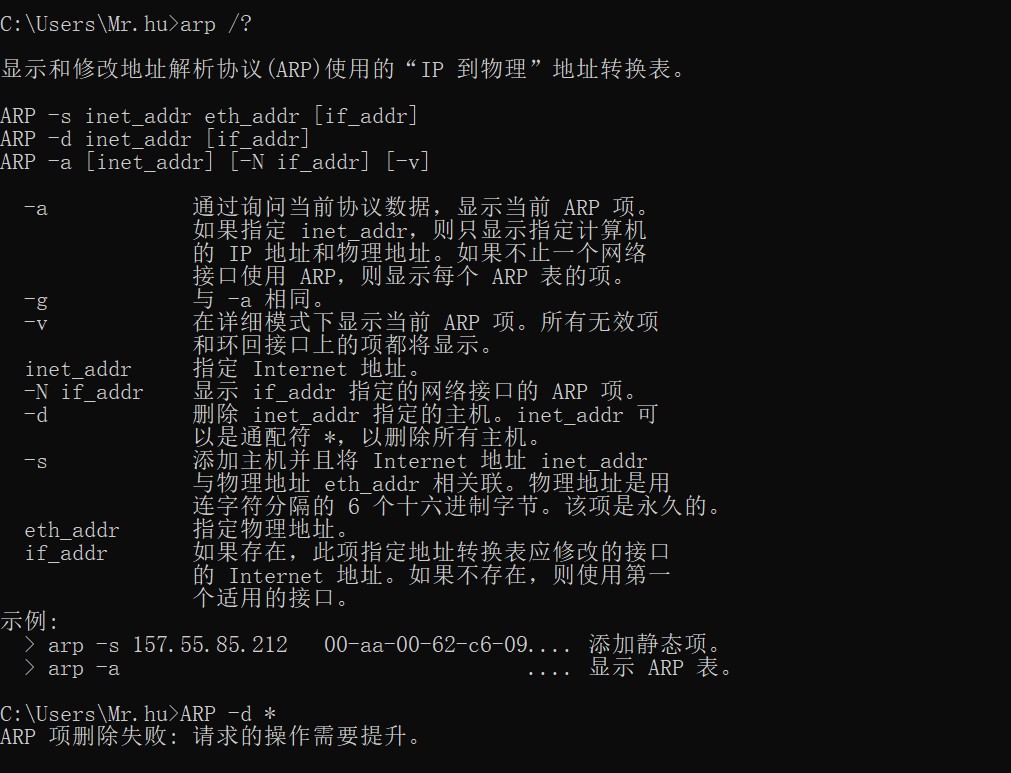 C:\Users\Mr.hu>arp /?
显示和修改地址解析协议(ARP)使用的“IP 到物理”地址转换表。
ARP -s inet_addr eth_addr [if_addr]
ARP -d inet_addr [if_addr]
ARP -a [inet_addr] [-N if_addr] [-v]
-a 通过询问当前协议数据，显示当前 ARP 项。
如果指定 inet_addr，则只显示指定计算机
的 IP 地址和物理地址。如果不止一个网络
接口使用 ARP，则显示每个 ARP 表的项。
-g 与 -a 相同。
-v 在详细模式下显示当前 ARP 项。所有无效项
和环回接口上的项都将显示。
inet_addr 指定 Internet 地址。
-N if_addr 显示 if_addr 指定的网络接口的 ARP 项。
-d 删除 inet_addr 指定的主机。inet_addr 可
以是通配符 *，以删除所有主机。
-s 添加主机并且将 Internet 地址 inet_addr
与物理地址 eth_addr 相关联。物理地址是用
连字符分隔的 6 个十六进制字节。该项是永久的。
eth_addr 指定物理地址。
if_addr 如果存在，此项指定地址转换表应修改的接口
的 Internet 地址。如果不存在，则使用第一
个适用的接口。
示例:
> arp -s 157.55.85.212 00-aa-00-62-c6-09.... 添加静态项。
> arp -a .... 显示 ARP 表。
C:\Users\Mr.hu>ARP -d *
ARP 项删除失败: 请求的操作需要提升。